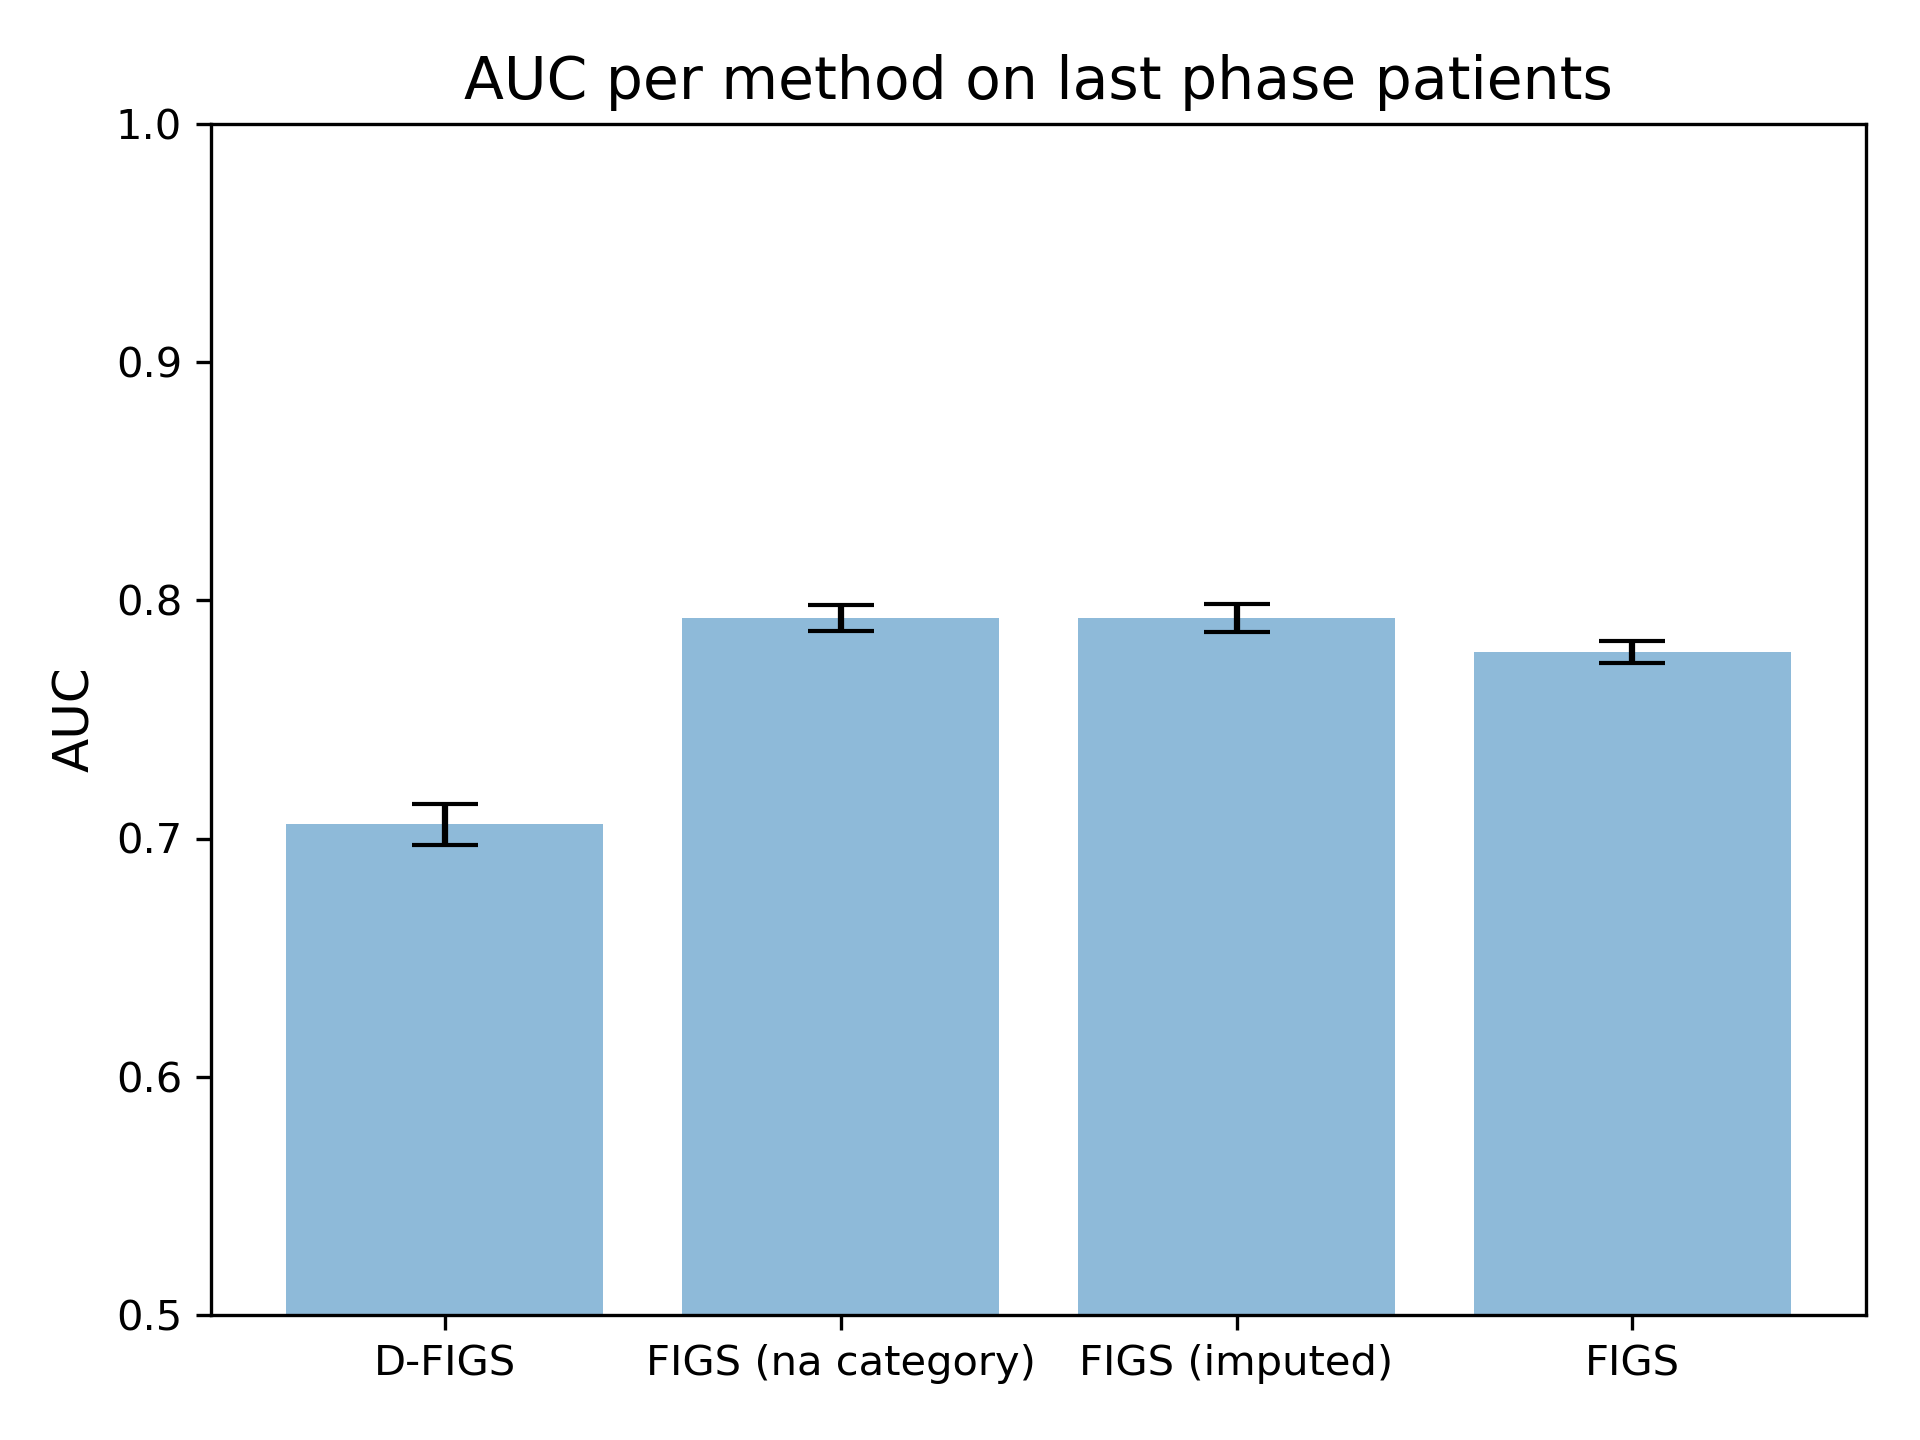 AUC per method on last phase patients
1.0
0.9
0.8
0.7
0.6
0.5
AUC
D-FIGS FIGS (na category) FIGS (imputed) FIGS